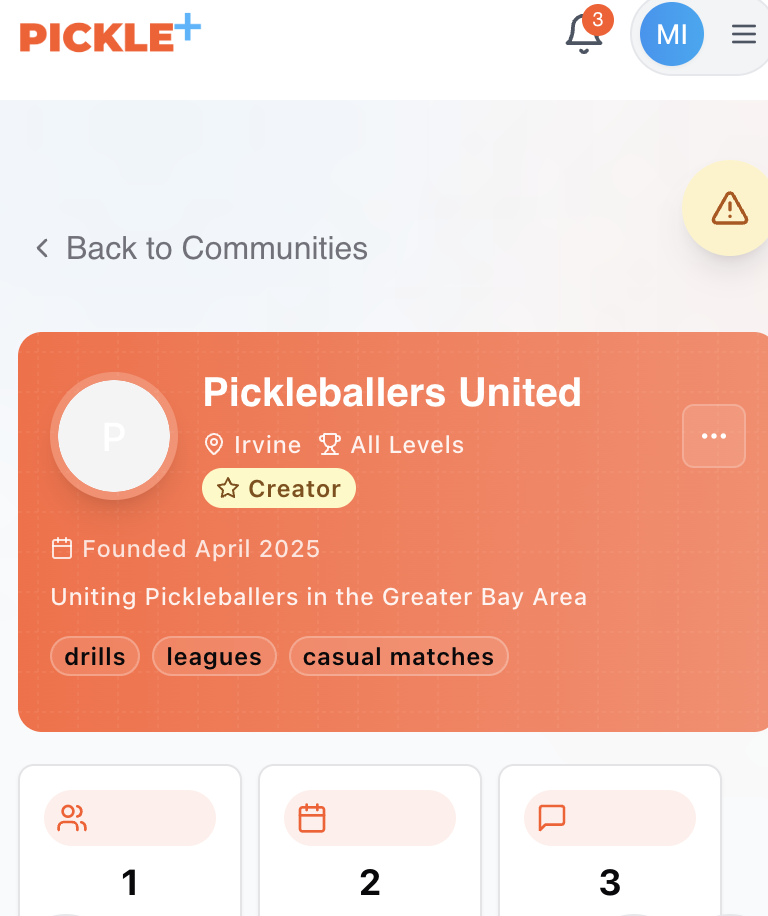 PICKLE+
3
MI
Back to Communities
P
Pickleballers United
Irvine All Levels
Creator
Founded April 2025
Uniting Pickleballers in the Greater Bay Area
drills leagues casual matches
1 2 3